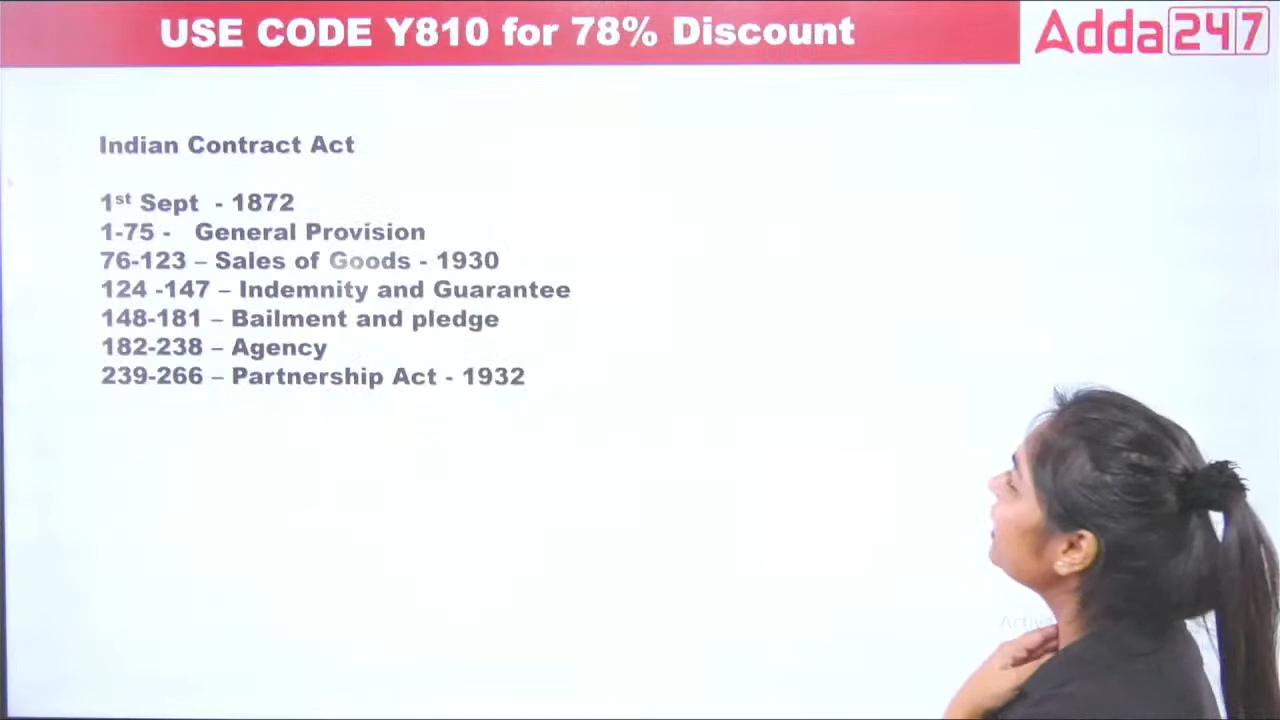 USE CODE Y810 for 78% Discount
Adda247
Indian Contract Act
1st Sept - 1872
1-75 - General Provision
76-123 – Sales of Goods - 1930
124 -147 – Indemnity and Guarantee
148-181 – Bailment and pledge
182-238 – Agency
239-266 – Partnership Act - 1932